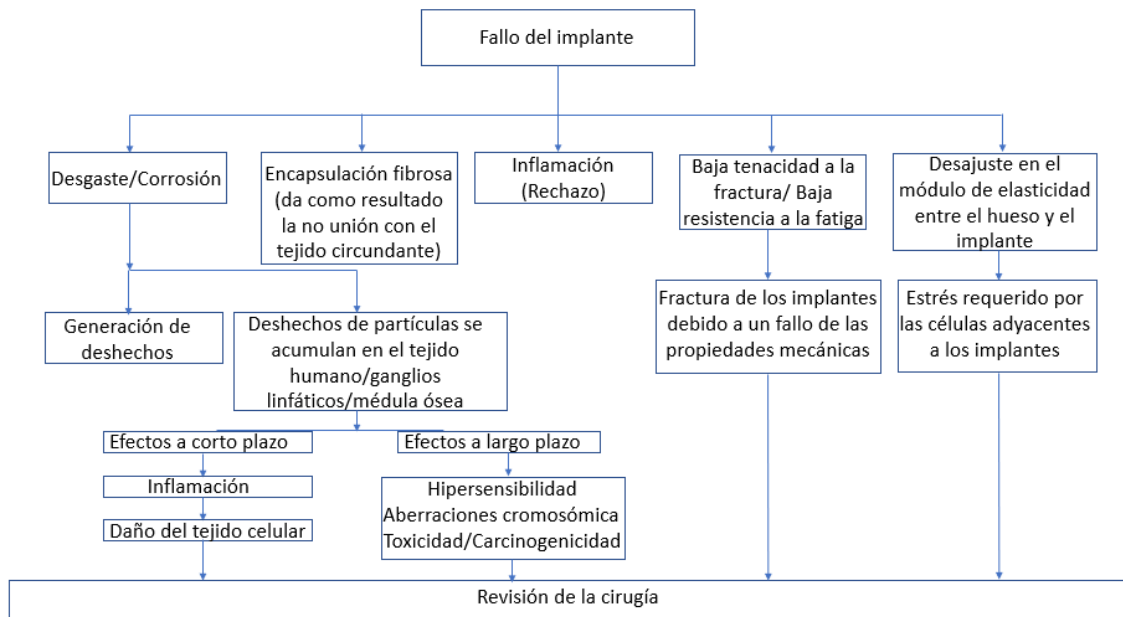 Fallo del implante
Desgaste/Corrosión
Encapsulación fibrosa
(da como resultado
la no unión con el
tejido circundante)
Inflamación
(Rechazo)
Baja tenacidad a la
fractura/ Baja
resistencia a la fatiga
Desajuste en el
módulo de elasticidad
entre el hueso y el
implante
Generación de
deshechos
Deshechos de partículas se
acumulan en el tejido
humano/ganglios
linfáticos/médula ósea
Fractura de los implantes
debido a un fallo de las
propiedades mecánicas
Estrés requerido por
las células adyacentes
a los implantes
Efectos a corto plazo
Efectos a largo plazo
Inflamación
Daño del tejido celular
Hipersensibilidad
Aberraciones cromosómica
Toxicidad/Carcinogenicidad
Revisión de la cirugía